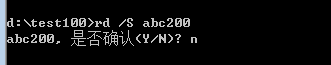 d:\test100>rd /S abc200
abc200, 是否确认(Y/N)? n